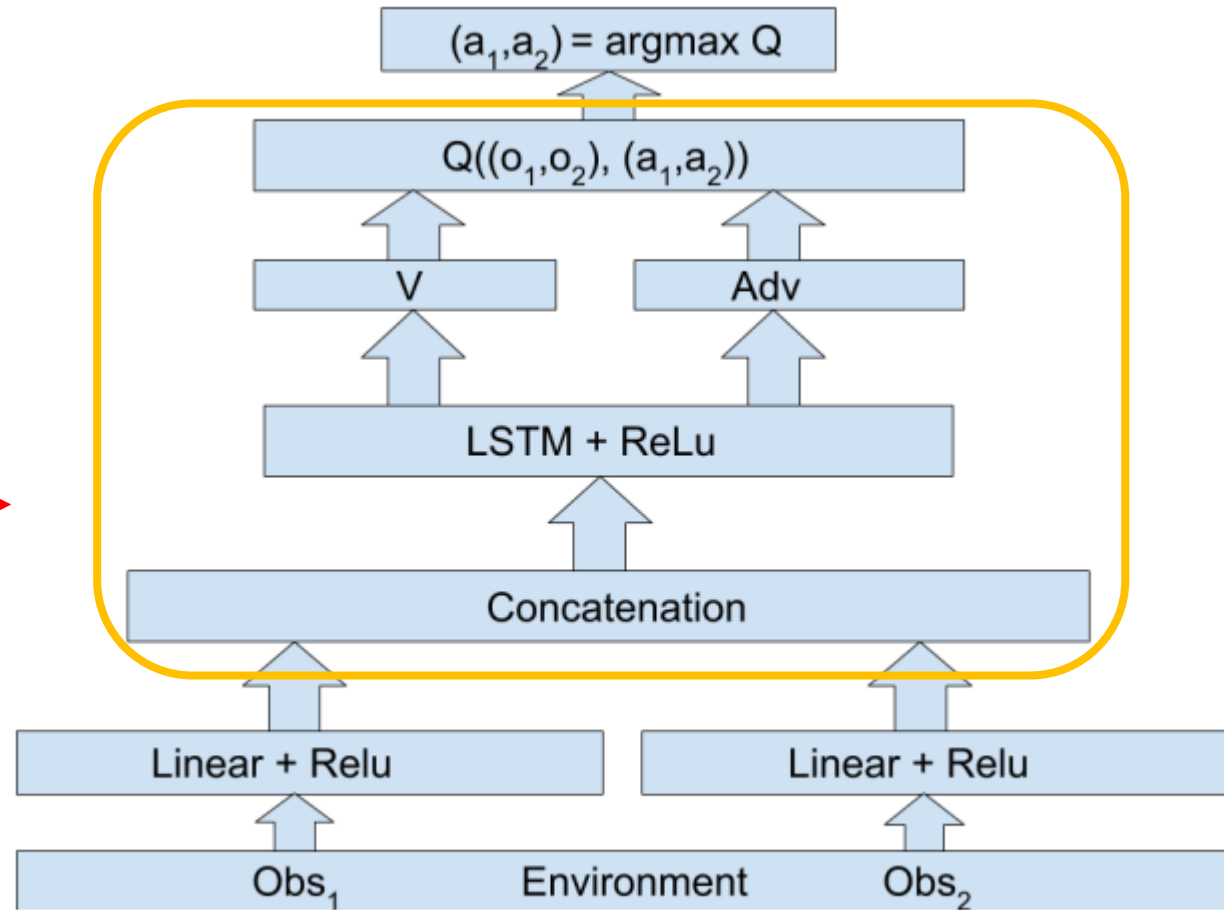 (a₁,a₂) = argmax Q
Q((o₁,o₂), (a₁,a₂))
V Adv
LSTM + ReLu
Concatenation
Linear + Relu Linear + Relu
Obs₁ Environment Obs₂